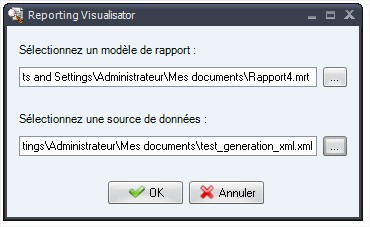 Reporting Visualisator
Sélectionnez un modèle de rapport :
ts and Settings\Administrateur\Mes documents\Rapport4.mrt
...
Sélectionnez une source de données :
tings\Administrateur\Mes documents\test_generation_xml.xml
...
OK
Annuler